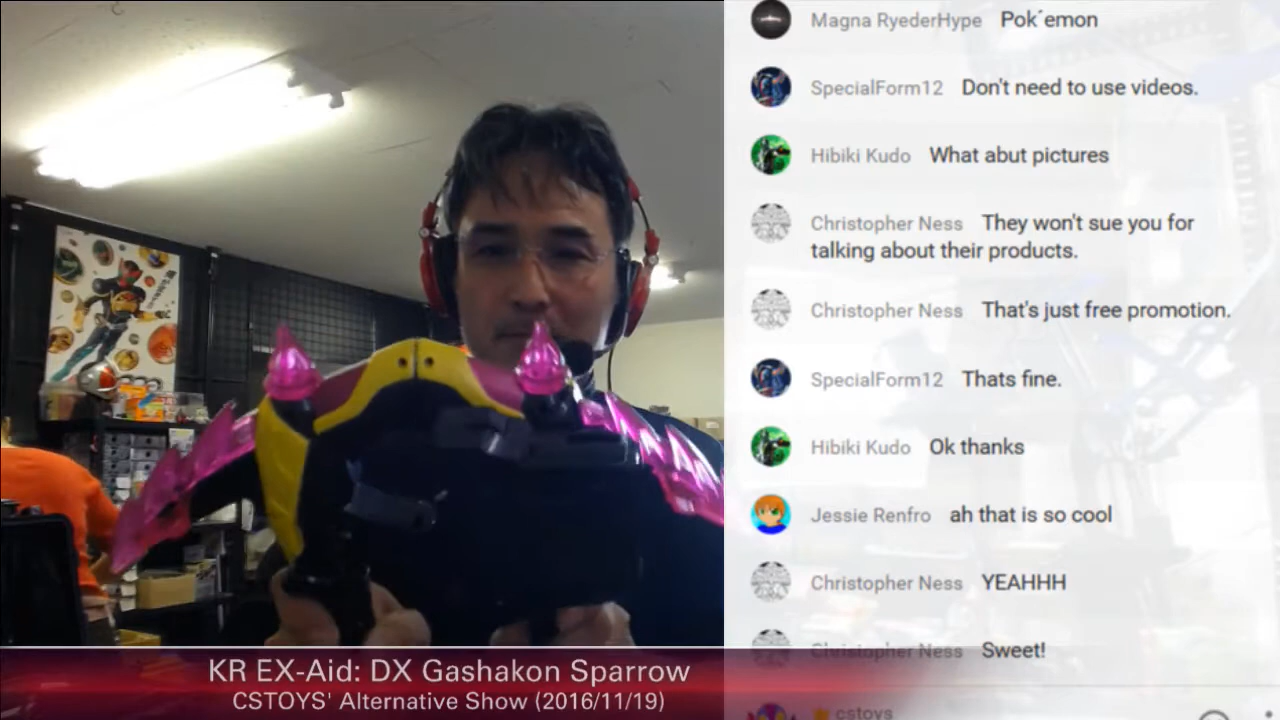 Magna RyederHype Pok´emon
SpecialForm12 Don't need to use videos.
Hibiki Kudo What abut pictures
Christopher Ness They won't sue you for
talking about their products.
Christopher Ness That's just free promotion.
SpecialForm12 Thats fine.
Hibiki Kudo Ok thanks
Jessie Renfro ah that is so cool
Christopher Ness YEAHHH
Christopher Ness Sweet!
cstoys
KR EX-Aid: DX Gashakon Sparrow
CSTOYS' Alternative Show (2016/11/19)